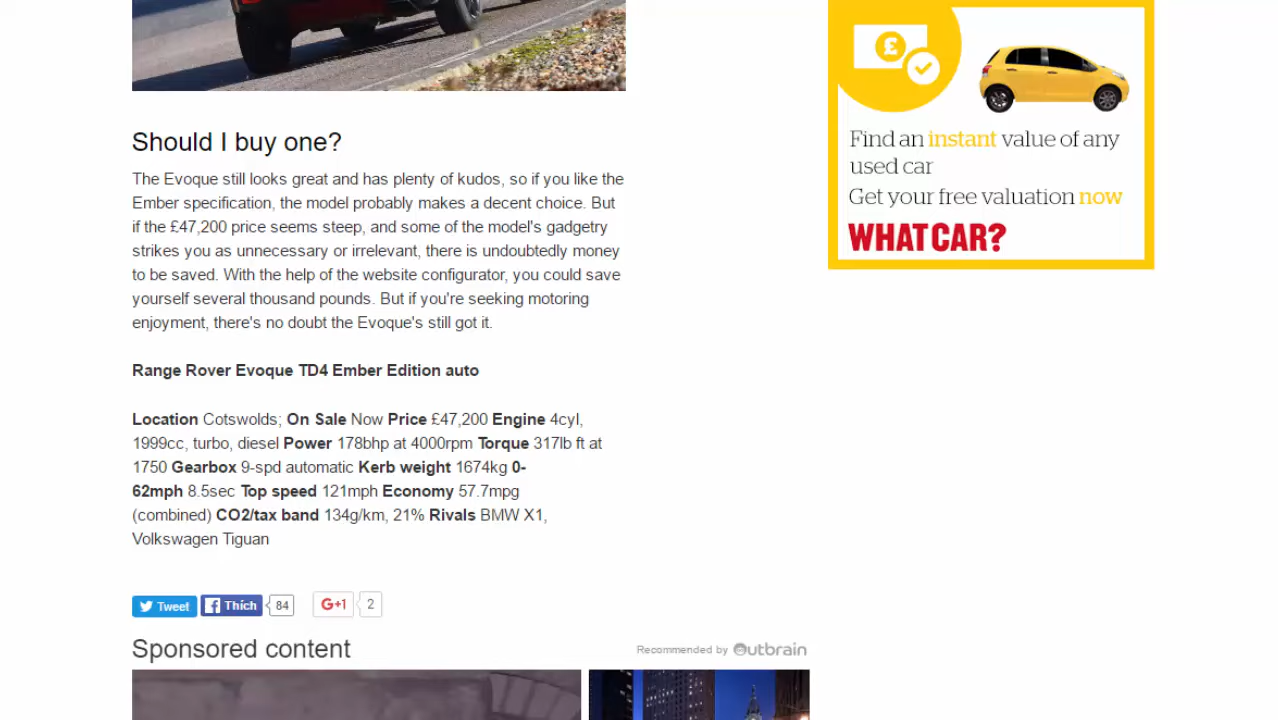 Should I buy one?
The Evoque still looks great and has plenty of kudos, so if you like the
Ember specification, the model probably makes a decent choice. But
if the £47,200 price seems steep, and some of the model's gadgetry
strikes you as unnecessary or irrelevant, there is undoubtedly money
to be saved. With the help of the website configurator, you could save
yourself several thousand pounds. But if you're seeking motoring
enjoyment, there's no doubt the Evoque's still got it.
Range Rover Evoque TD4 Ember Edition auto
Location Cotswolds; On Sale Now Price £47,200 Engine 4cyl,
1999cc, turbo, diesel Power 178bhp at 4000rpm Torque 317lb ft at
1750 Gearbox 9-spd automatic Kerb weight 1674kg 0-
62mph 8.5sec Top speed 121mph Economy 57.7mpg
(combined) CO2/tax band 134g/km, 21% Rivals BMW X1,
Volkswagen Tiguan
Tweet Thích 84 G+1 2
Sponsored content
Recommended by Outbrain
£
Find an instant value of any
used car
Get your free valuation now
WHAT CAR?